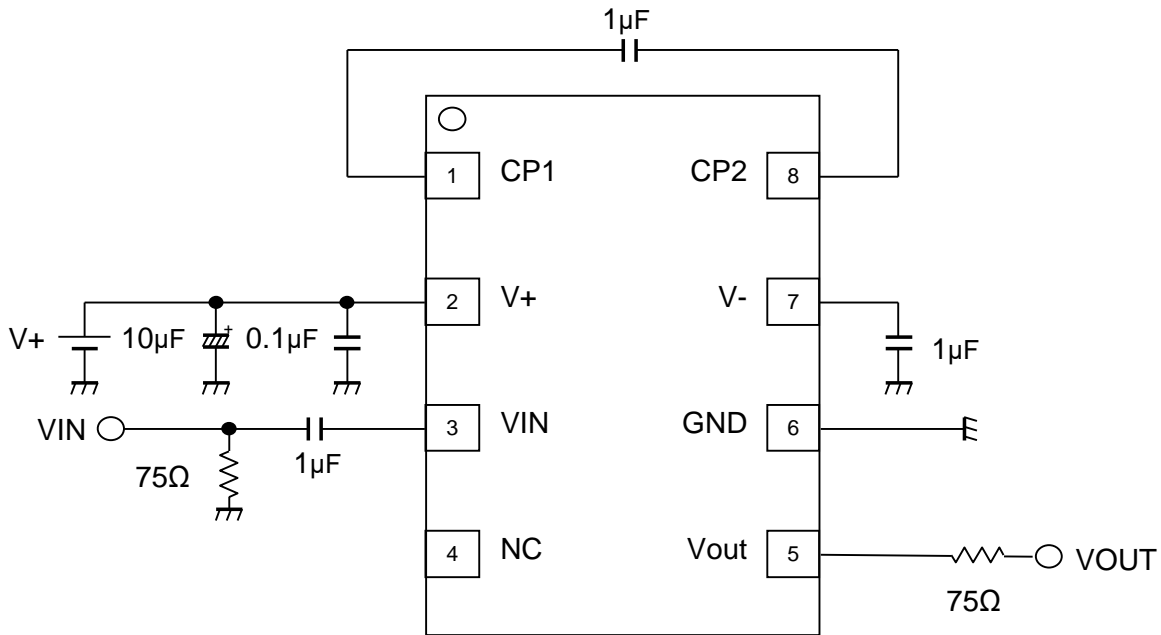 1µF
1 CP1 CP2 8
2 V+ V- 7
V+ 10µF + 0.1µF 1µF
VIN 3 VIN GND 6
75Ω 1µF
4 NC Vout 5 VOUT
75Ω